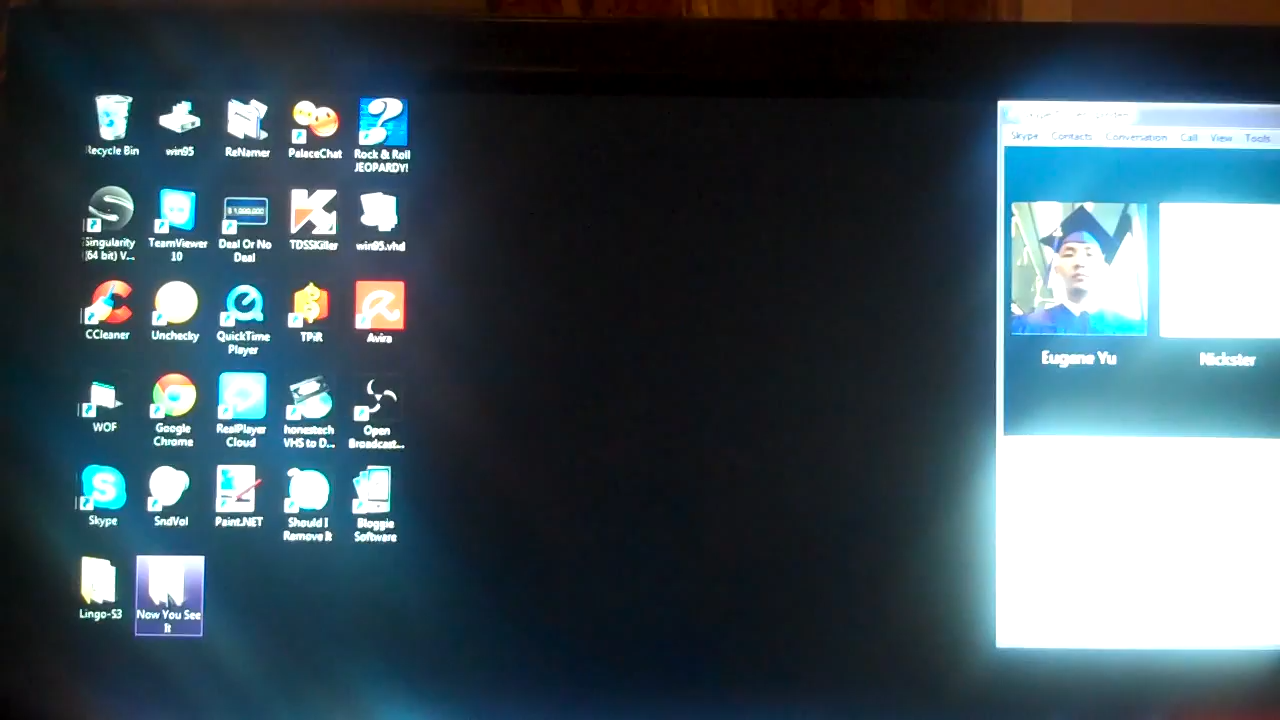 Recycle Bin
win95
ReNamer
PalaceChat
Rock & Roll
JEOPARDY!
Singularity
(64 bit) V...
TeamViewer
10
Deal Or No
Deal
$1,000,000
TDSSKiller
win95.vhd
CCleaner
Unchecky
QuickTime
Player
TPiR
Avira
WOF
Google
Chrome
RealPlayer
Cloud
honestech
VHS to D...
Open
Broadcast...
Skype
SndVol
Paint.NET
Should I
Remove It
Bloggie
Software
Lingo-S3
Now You See
It
Skype Contacts Conversation Call View Tools
Eugene Yu
Nickster